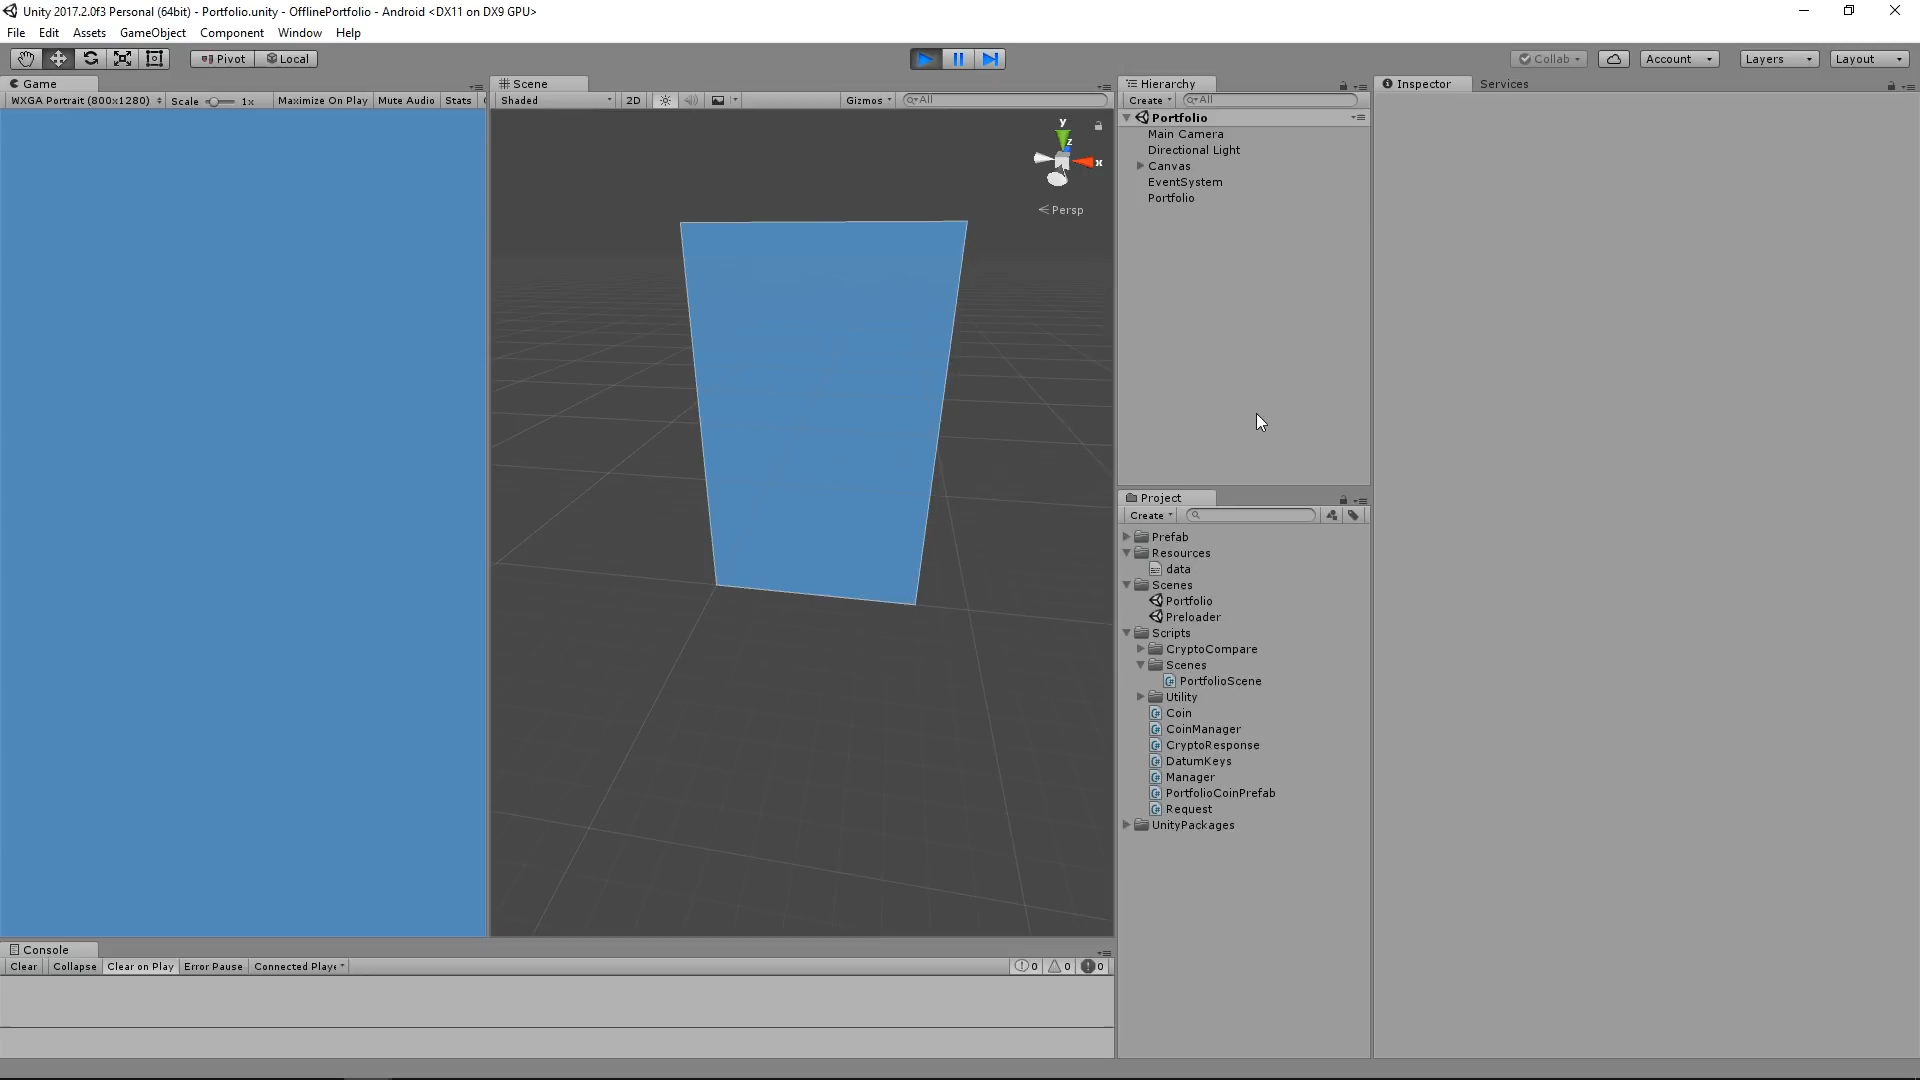 Unity 2017.2.0f3 Personal (64bit) - Portfolio.unity - OfflinePortfolio - Android <DX11 on DX9 GPU>
File Edit Assets GameObject Component Window Help
Pivot Local Collab Account Layers Layout
Game
WXGA Portrait (800x1280) Scale 1x Maximize On Play Mute Audio Stats
Scene
Shaded 2D Gizmos All
y
z
x
Persp
Hierarchy
Create All
Portfolio
Main Camera
Directional Light
Canvas
EventSystem
Portfolio
Project
Create
Prefab
Resources
data
Scenes
Portfolio
Preloader
Scripts
CryptoCompare
Scenes
PortfolioScene
Utility
Coin
CoinManager
CryptoResponse
DatumKeys
Manager
PortfolioCoinPrefab
Request
UnityPackages
Inspector Services
Console
Clear Collapse Clear on Play Error Pause Connected Playe 0 0 0